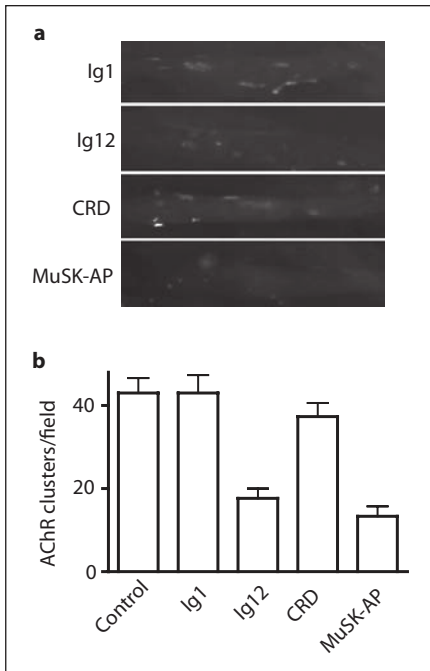 a
Ig1
Ig12
CRD
MuSK-AP
b
AChR clusters/field
40
20
0
Control
Ig1
Ig12
CRD
MuSK-AP